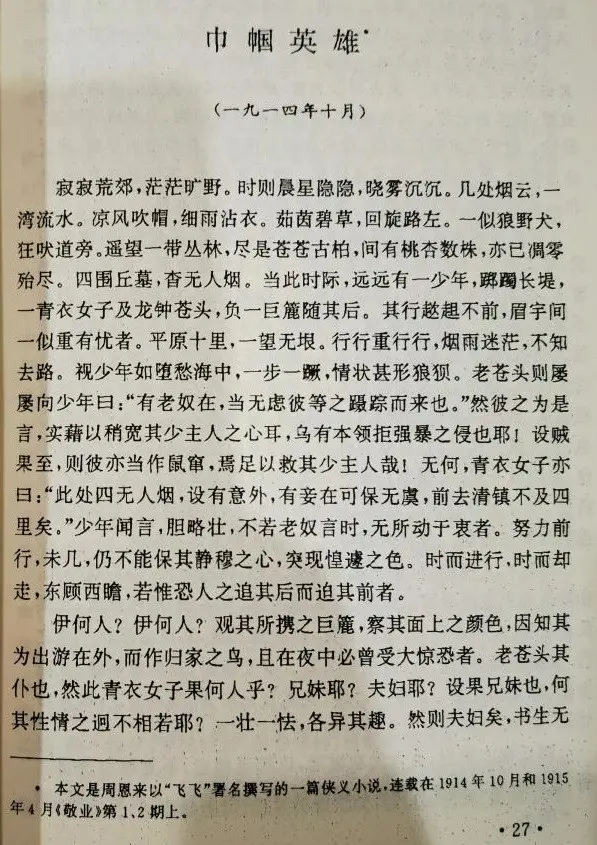 巾帼英雄*
(一九一四年十月)
寂寂荒郊,茫茫旷野。时则晨星隐隐,晓雾沉沉。几处烟云,一
湾流水。凉风吹帽,细雨沾衣。茹茵碧草,回旋路左。一似狼野犬,
狂吠道旁。遥望一带丛林,尽是苍苍古柏,间有桃杏数株,亦已凋零
殆尽。四围丘墓,杳无人烟。当此时际,远远有一少年,踯躅长堤,
一青衣女子及龙钟苍头,负一巨簏随其后。其行趑趄不前,眉宇间
一似重有忧者。平原十里,一望无垠。行行重行行,烟雨迷茫,不知
去路。视少年如堕愁海中,一步一蹶,情状甚形狼狈。老苍头则屡
屡向少年曰:“有老奴在,当无虑彼等之蹑踪而来也。”然彼之为是
言,实藉以稍宽其少主人之心耳,乌有本领拒强暴之侵也耶!设贼
果至,则彼亦当作鼠窜,焉足以救其少主人哉!无何,青衣女子亦
曰:“此处四无人烟,设有意外,有妾在可保无虞,前去清镇不及四
里矣。”少年闻言,胆略壮,不若老奴言时,无所动于衷者。努力前
行,未几,仍不能保其静穆之心,突现惶遽之色。时而进行,时而却
走,东顾西瞻,若惟恐人之追其后而迫其前者。
伊何人?伊何人?观其所携之巨簏,察其面上之颜色,因知其
为出游在外,而作归家之鸟,且在夜中必曾受大惊恐者。老苍头其
仆也,然此青衣女子果何人乎?兄妹耶?夫妇耶?设果兄妹也,何
其性情之迥不相若耶?一壮一怯,各异其趣。然则夫妇矣,书生无
* 本文是周恩来以“飞飞”署名撰写的一篇侠义小说,连载在1914年10月和1915
年4月《敬业》第1.2期上。
·27·